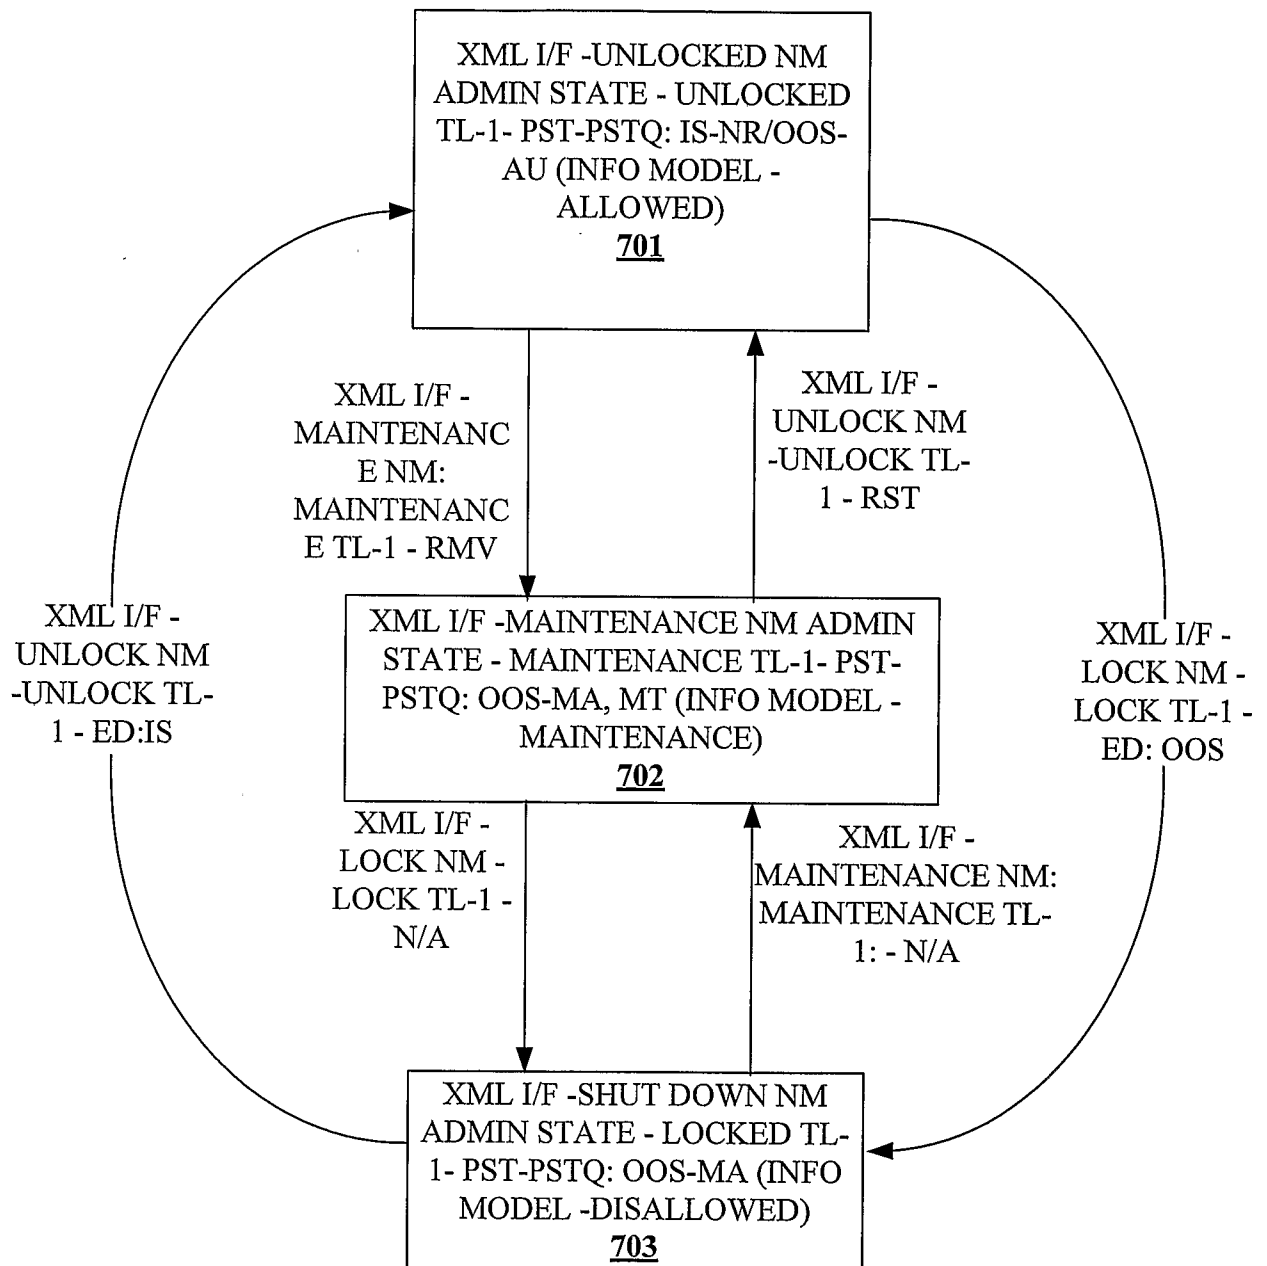 XML I/F -UNLOCKED NM
ADMIN STATE - UNLOCKED
TL-1- PST-PSTQ: IS-NR/OOS-
AU (INFO MODEL -
ALLOWED)
701
XML I/F -
MAINTENANC
E NM:
MAINTENANC
E TL-1 - RMV
XML I/F -
UNLOCK NM
-UNLOCK TL-
1 - RST
XML I/F -
UNLOCK NM
-UNLOCK TL-
1 - ED:IS
XML I/F -MAINTENANCE NM ADMIN
STATE - MAINTENANCE TL-1- PST-
PSTQ: OOS-MA, MT (INFO MODEL -
MAINTENANCE)
702
XML I/F -
LOCK NM -
LOCK TL-1 -
ED: OOS
XML I/F -
LOCK NM -
LOCK TL-1 -
N/A
XML I/F -
MAINTENANCE NM:
MAINTENANCE TL-
1: - N/A
XML I/F -SHUT DOWN NM
ADMIN STATE - LOCKED TL-
1- PST-PSTQ: OOS-MA (INFO
MODEL -DISALLOWED)
703